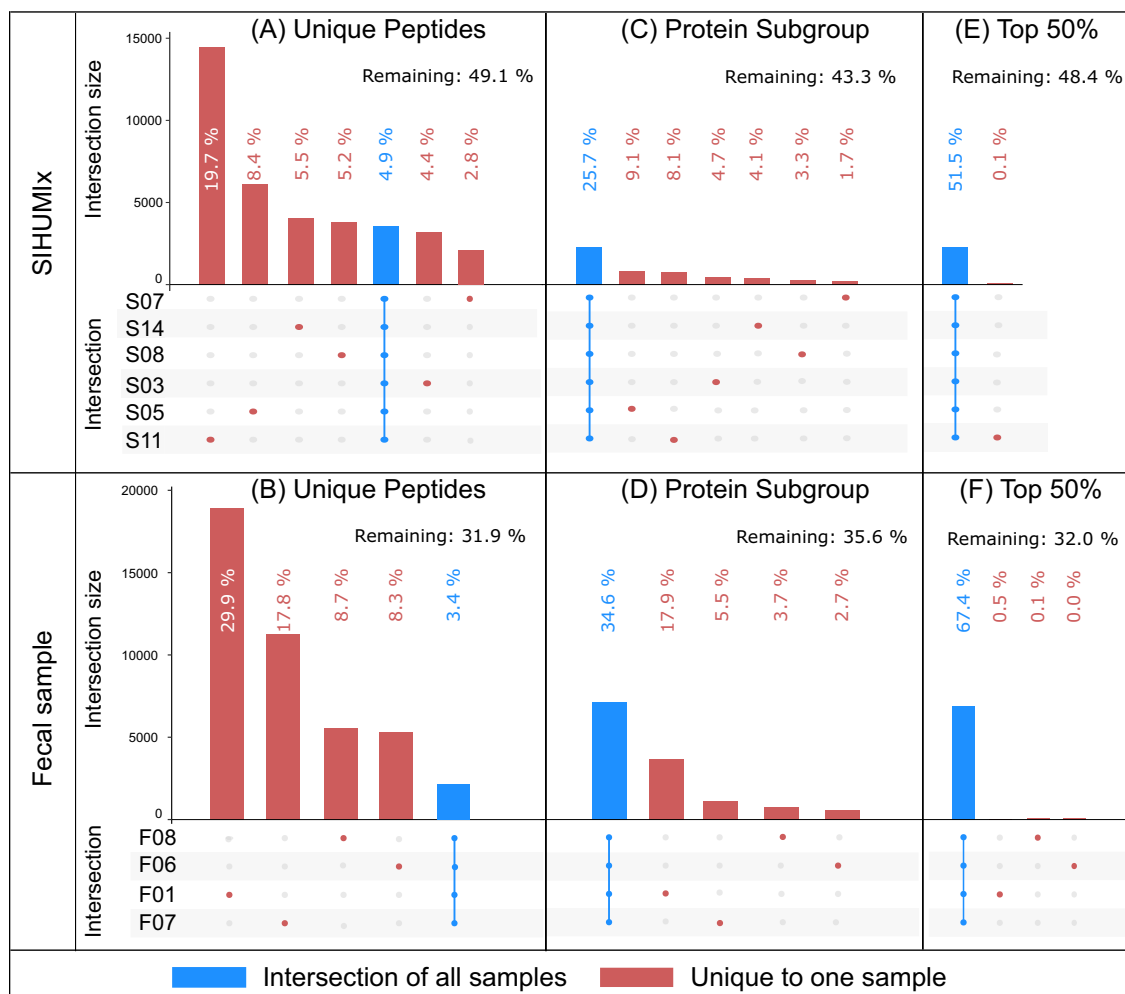 SIHUMIx
(A) Unique Peptides
Remaining: 49.1 %
Intersection size
15000
10000
5000
0
19.7 %
8.4 %
5.5 %
5.2 %
4.9 %
4.4 %
2.8 %
Intersection
S07
S14
S08
S03
S05
S11
(C) Protein Subgroup
Remaining: 43.3 %
25.7 %
9.1 %
8.1 %
4.7 %
4.1 %
3.3 %
1.7 %
(E) Top 50%
Remaining: 48.4 %
51.5 %
0.1 %
Fecal sample
(B) Unique Peptides
Remaining: 31.9 %
Intersection size
20000
15000
10000
5000
0
29.9 %
17.8 %
8.7 %
8.3 %
3.4 %
Intersection
F08
F06
F01
F07
(D) Protein Subgroup
Remaining: 35.6 %
34.6 %
17.9 %
5.5 %
3.7 %
2.7 %
(F) Top 50%
Remaining: 32.0 %
67.4 %
0.5 %
0.1 %
0.0 %
Intersection of all samples
Unique to one sample